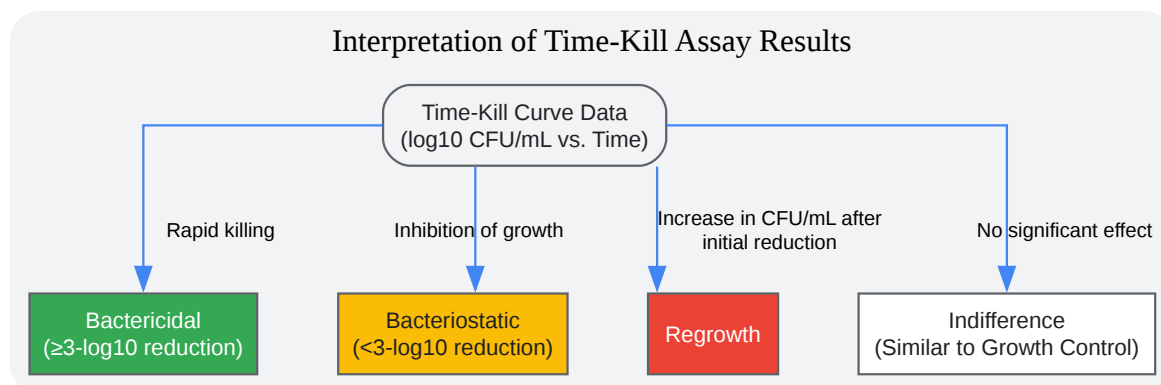 Interpretation of Time-Kill Assay Results
Time-Kill Curve Data
(log10 CFU/mL vs. Time)
Rapid killing
Inhibition of growth
Increase in CFU/mL after
initial reduction
No significant effect
Bactericidal
(≥3-log10 reduction)
Bacteriostatic
(<3-log10 reduction)
Regrowth
Indifference
(Similar to Growth Control)